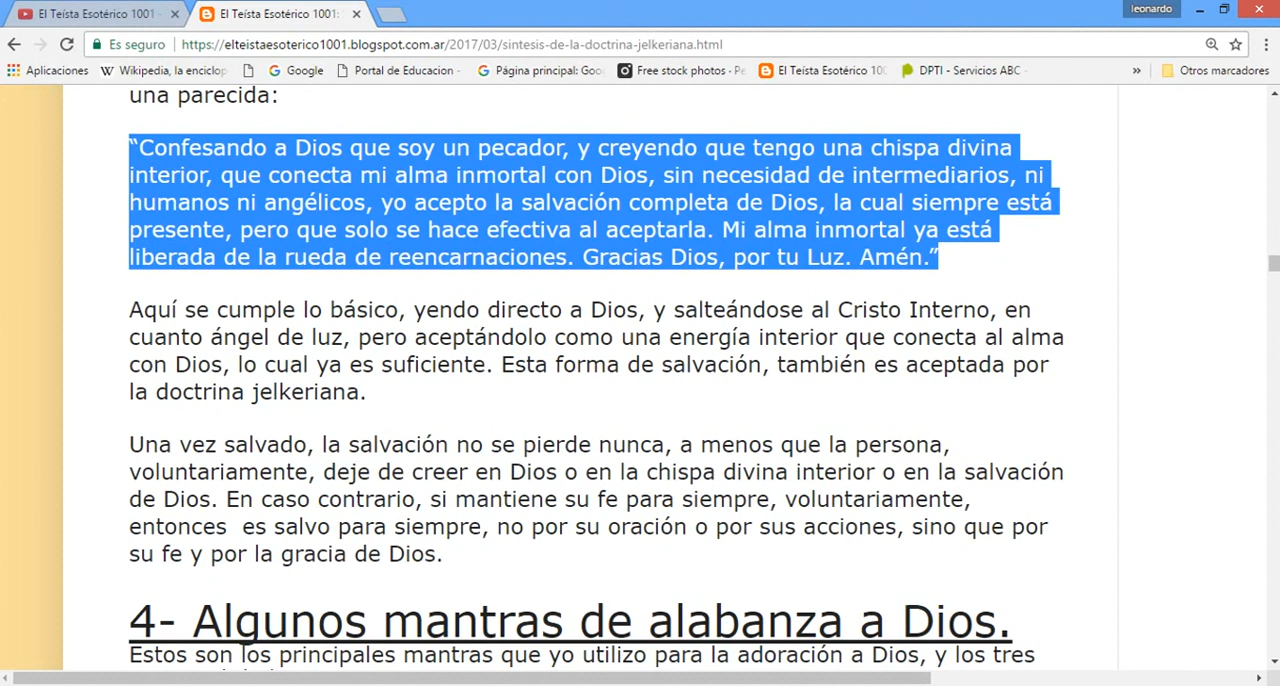 El Teísta Esotérico 1001 -
El Teísta Esotérico 1001:
leonardo
Es seguro
https://elteistaesoterico1001.blogspot.com.ar/2017/03/sintesis-de-la-doctrina-jelkeriana.html
Aplicaciones
Wikipedia, la enciclop
Google
Portal de Educacion -
Página principal: Goo
Free stock photos - Pe
El Teísta Esotérico 100
DPTI - Servicios ABC -
»
Otros marcadores
una parecida:
“Confesando a Dios que soy un pecador, y creyendo que tengo una chispa divina
interior, que conecta mi alma inmortal con Dios, sin necesidad de intermediarios, ni
humanos ni angélicos, yo acepto la salvación completa de Dios, la cual siempre está
presente, pero que solo se hace efectiva al aceptarla. Mi alma inmortal ya está
liberada de la rueda de reencarnaciones. Gracias Dios, por tu Luz. Amén.”
Aquí se cumple lo básico, yendo directo a Dios, y salteándose al Cristo Interno, en
cuanto ángel de luz, pero aceptándolo como una energía interior que conecta al alma
con Dios, lo cual ya es suficiente. Esta forma de salvación, también es aceptada por
la doctrina jelkeriana.
Una vez salvado, la salvación no se pierde nunca, a menos que la persona,
voluntariamente, deje de creer en Dios o en la chispa divina interior o en la salvación
de Dios. En caso contrario, si mantiene su fe para siempre, voluntariamente,
entonces  es salvo para siempre, no por su oración o por sus acciones, sino que por
su fe y por la gracia de Dios.
4- Algunos mantras de alabanza a Dios.
Estos son los principales mantras que yo utilizo para la adoración a Dios, y los tres